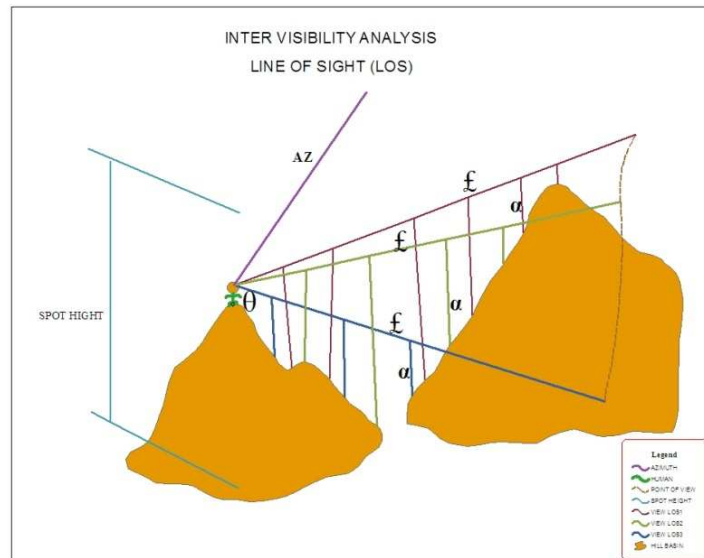 INTER VISIBILITY ANALYSIS
LINE OF SIGHT (LOS)
AZ
£
α
£
θ
SPOT HIGHT
α
£
α
Legend
AZIMUTH
HUMAN
POINT OF VIEW
SPOT HEIGHT
VIEW LOS1
VIEW LOS2
VIEW LOS3
HILL BASIN